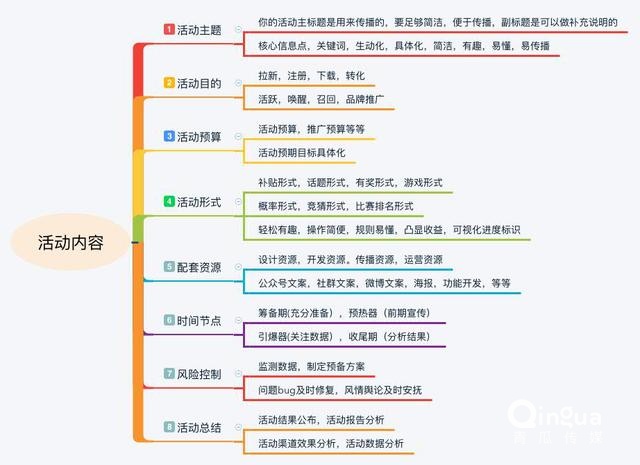 活动内容
1 活动主题
你的活动主标题是用来传播的，要足够简洁，便于传播，副标题是可以做补充说明的
核心信息点，关键词，生动化，具体化，简洁，有趣，易懂，易传播
2 活动目的
拉新，注册，下载，转化
活跃，唤醒，召回，品牌推广
3 活动预算
活动预算，推广预算等等
活动预期目标具体化
4 活动形式
补贴形式，话题形式，有奖形式，游戏形式
概率形式，竞猜形式，比赛排名形式
轻松有趣，操作简便，规则易懂，凸显收益，可视化进度标识
5 配套资源
设计资源，开发资源，传播资源，运营资源
公众号文案，社群文案，微博文案，海报，功能开发，等等
6 时间节点
筹备期(充分准备），预热器（前期宣传）
引爆器(关注数据），收尾期（分析结果）
7 风险控制
监测数据，制定预备方案
问题bug及时修复，风情舆论及时安抚
8 活动总结
活动结果公布，活动报告分析
活动渠道效果分析，活动数据分析
Qingua